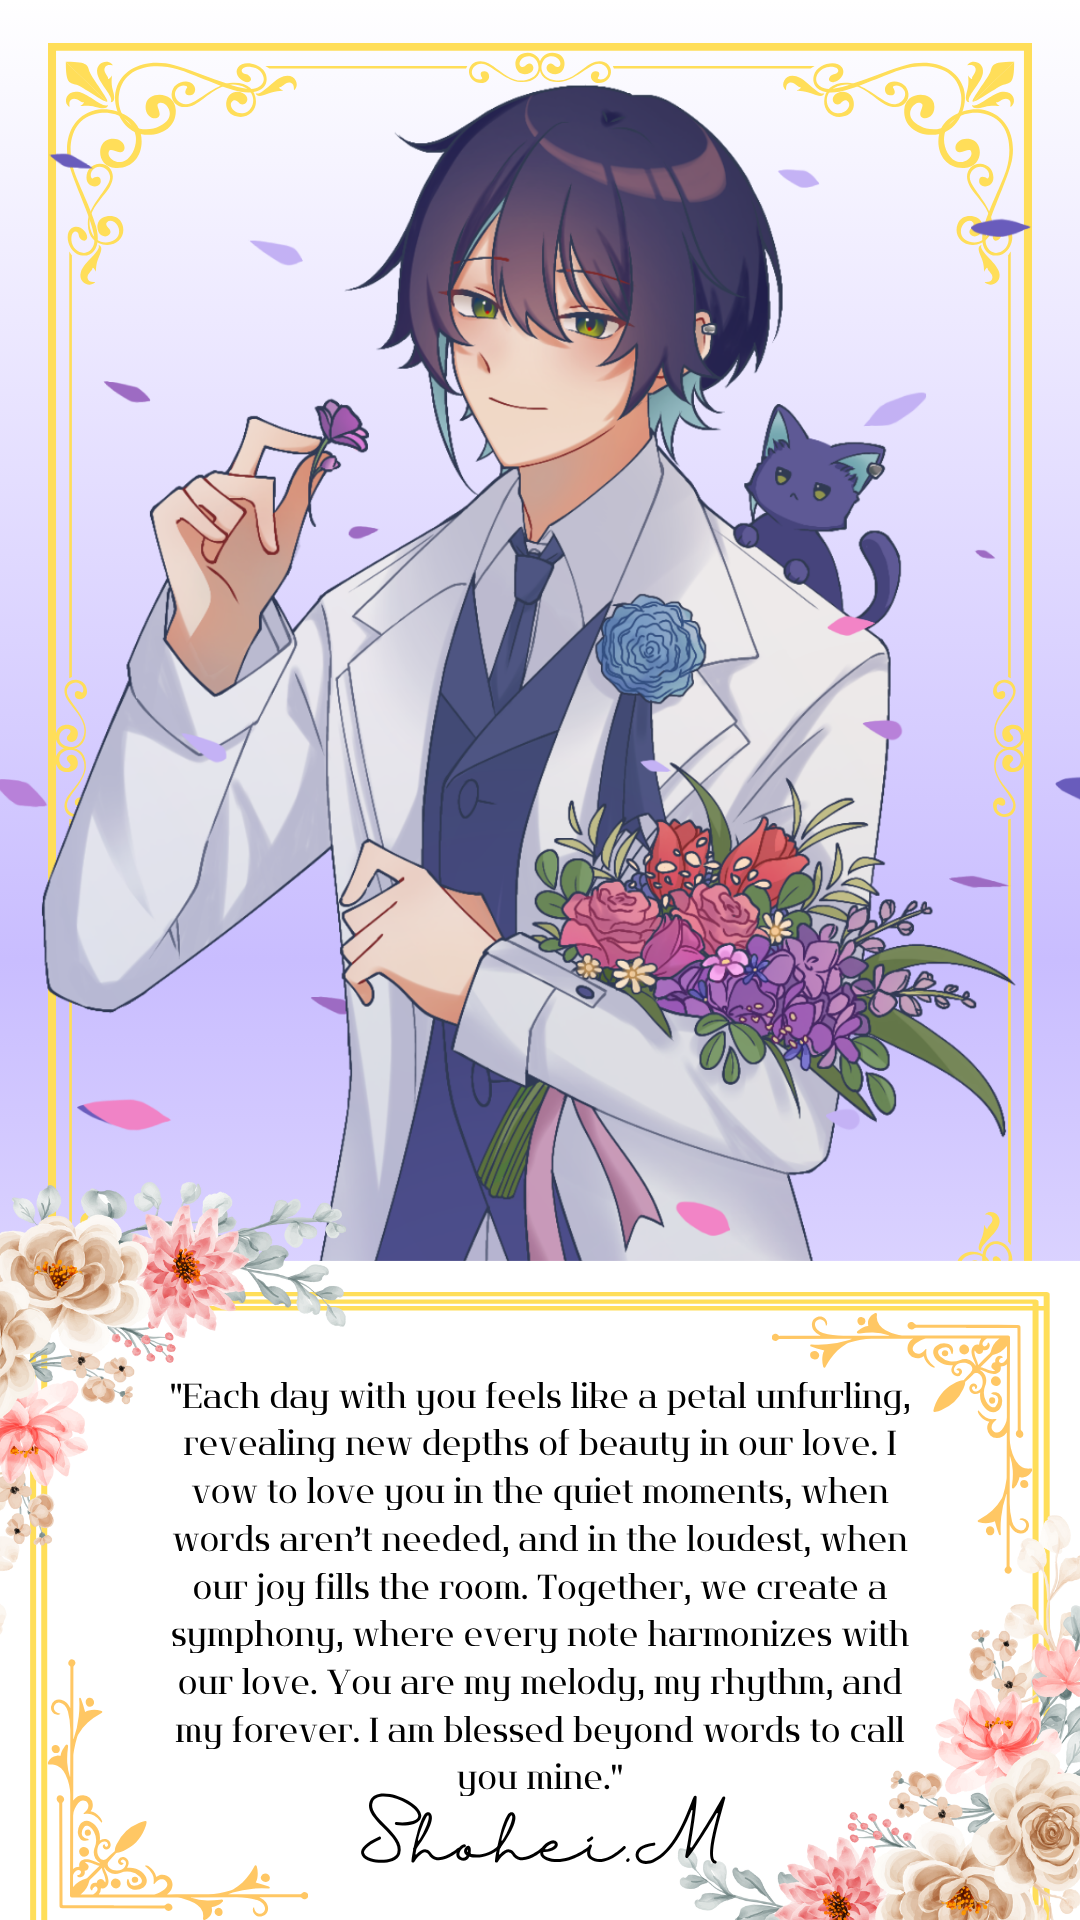 "Each day with you feels like a petal unfurling,
revealing new depths of beauty in our love. I
vow to love you in the quiet moments, when
words aren't needed, and in the loudest, when
our joy fills the room. Together, we create a
symphony, where every note harmonizes with
our love. You are my melody, my rhythm, and
my forever. I am blessed beyond words to call
you mine."
Shohei.M